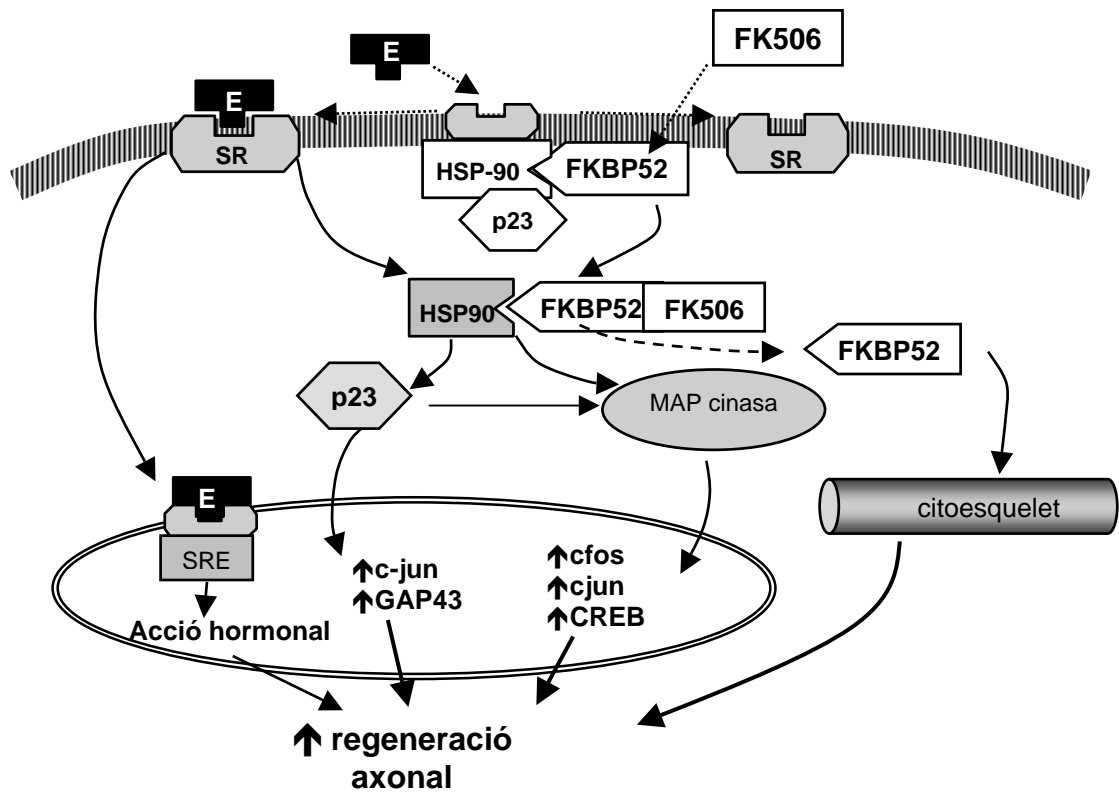 E
FK506
E
SR
HSP-90
FKBP52
SR
p23
HSP90
FKBP52
FK506
FKBP52
p23
MAP cinasa
E
citoesquelet
SRE
↑c-jun
↑GAP43
↑cfos
↑cjun
↑CREB
Acció hormonal
↑ regeneració
axonal